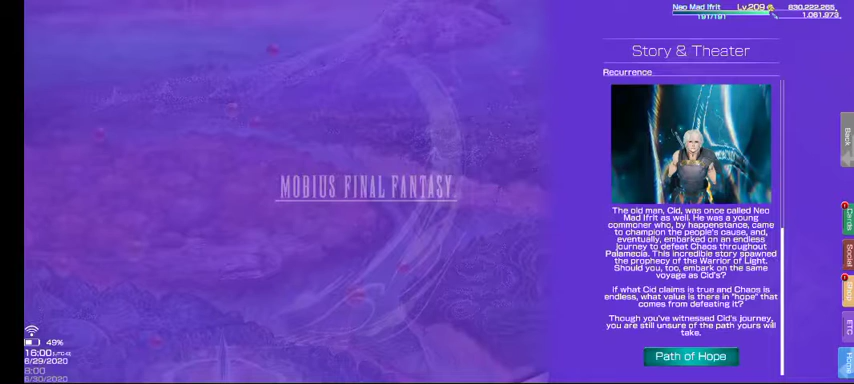 Neo Mad Ifrit Lv.209 830,222,265
191/191 1,061,973
Story & Theater
Recurrence
MOBIUS FINAL FANTASY
The old man, Cid, was once called Neo
Mad Ifrit as well. He was a young
commoner who, by happenstance, came
to champion the people's cause, and,
eventually, embarked on an endless
journey to defeat Chaos throughout
Palamecia. This incredible story spawned
the prophecy of the Warrior of Light.
Should you, too, embark on the same
voyage as Cid's?
If what Cid claims is true and Chaos is
endless, what value is there in "hope" that
comes from defeating it?
Though you've witnessed Cid's journey,
you are still unsure of the path yours will
take.
Path of Hope
Back
Cards
Social
Shop
ETC
Home
49%
16:00
6/29/2020
8:00
6/30/2020